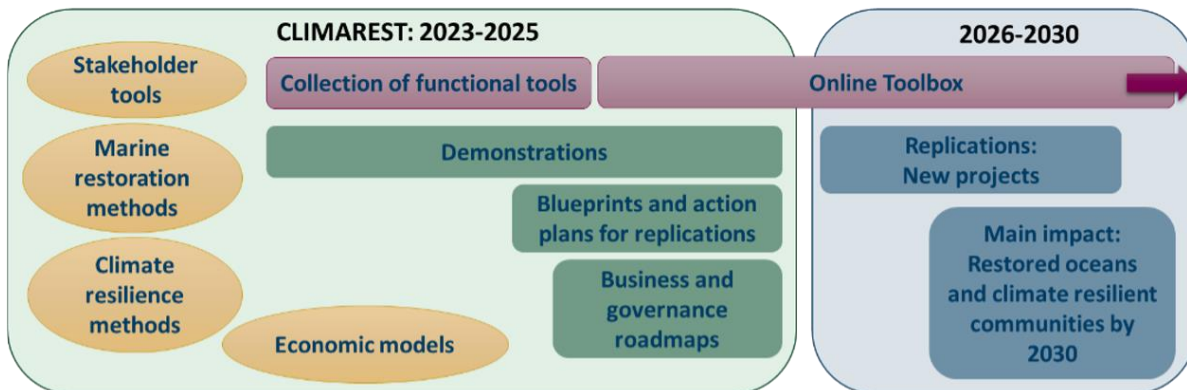 CLIMAREST: 2023-2025
2026-2030
Stakeholder
tools
Collection of functional tools
Online Toolbox
Marine
restoration
methods
Demonstrations
Replications:
New projects
Blueprints and action
plans for replications
Climate
resilience
methods
Business and
governance
roadmaps
Main impact:
Restored oceans
and climate resilient
communities by
2030
Economic models